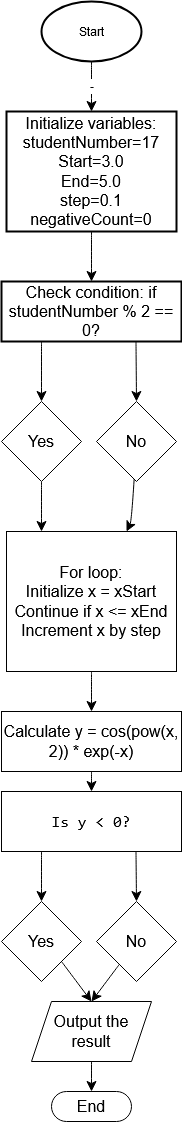 Start
Initialize variables:
studentNumber=17
Start=3.0
End=5.0
step=0.1
negativeCount=0
Check condition: if
studentNumber % 2 ==
0?
Yes
No
For loop:
Initialize x = xStart
Continue if x <= xEnd
Increment x by step
Calculate y = cos(pow(x,
2)) * exp(-x)
Is y < 0?
Yes
No
Output the
result
End